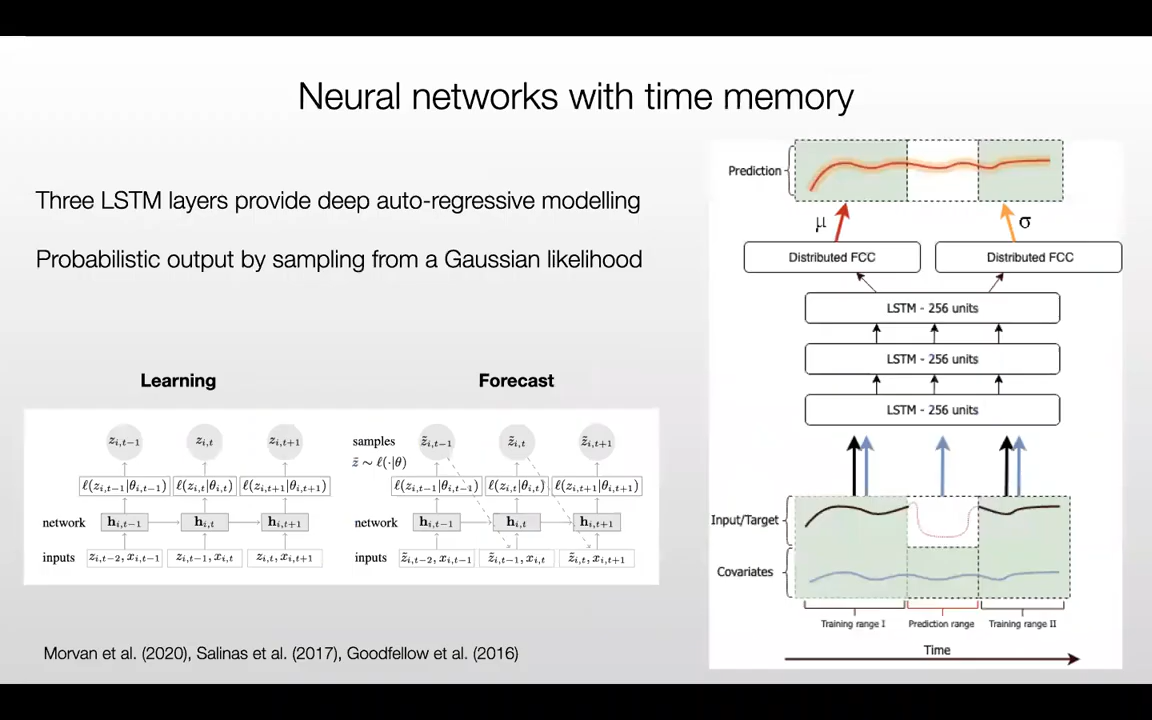 Neural networks with time memory
Three LSTM layers provide deep auto-regressive modelling
Probabilistic output by sampling from a Gaussian likelihood
Learning
z_{i,t−1} z_{i,t} z_{i,t+1}
ℓ(z_{i,t−1}|θ_{i,t−1}) ℓ(z_{i,t}|θ_{i,t}) ℓ(z_{i,t+1}|θ_{i,t+1})
network h_{i,t−1} h_{i,t} h_{i,t+1}
inputs z_{i,t−2}, x_{i,t−1} z_{i,t−1}, x_{i,t} z_{i,t}, x_{i,t+1}
Forecast
samples z̃_{i,t−1} z̃_{i,t} z̃_{i,t+1}
z̃ ~ ℓ(·|θ)
ℓ(z_{i,t−1}|θ_{i,t−1}) ℓ(z_{i,t}|θ_{i,t}) ℓ(z_{i,t+1}|θ_{i,t+1})
network h_{i,t−1} h_{i,t} h_{i,t+1}
inputs z̃_{i,t−2}, x_{i,t−1} z̃_{i,t−1}, x_{i,t} z̃_{i,t}, x_{i,t+1}
Morvan et al. (2020), Salinas et al. (2017), Goodfellow et al. (2016)
Prediction
μ σ
Distributed FCC Distributed FCC
LSTM - 256 units
LSTM - 256 units
LSTM - 256 units
Input/Target
Covariates
Training range I Prediction range Training range II
Time